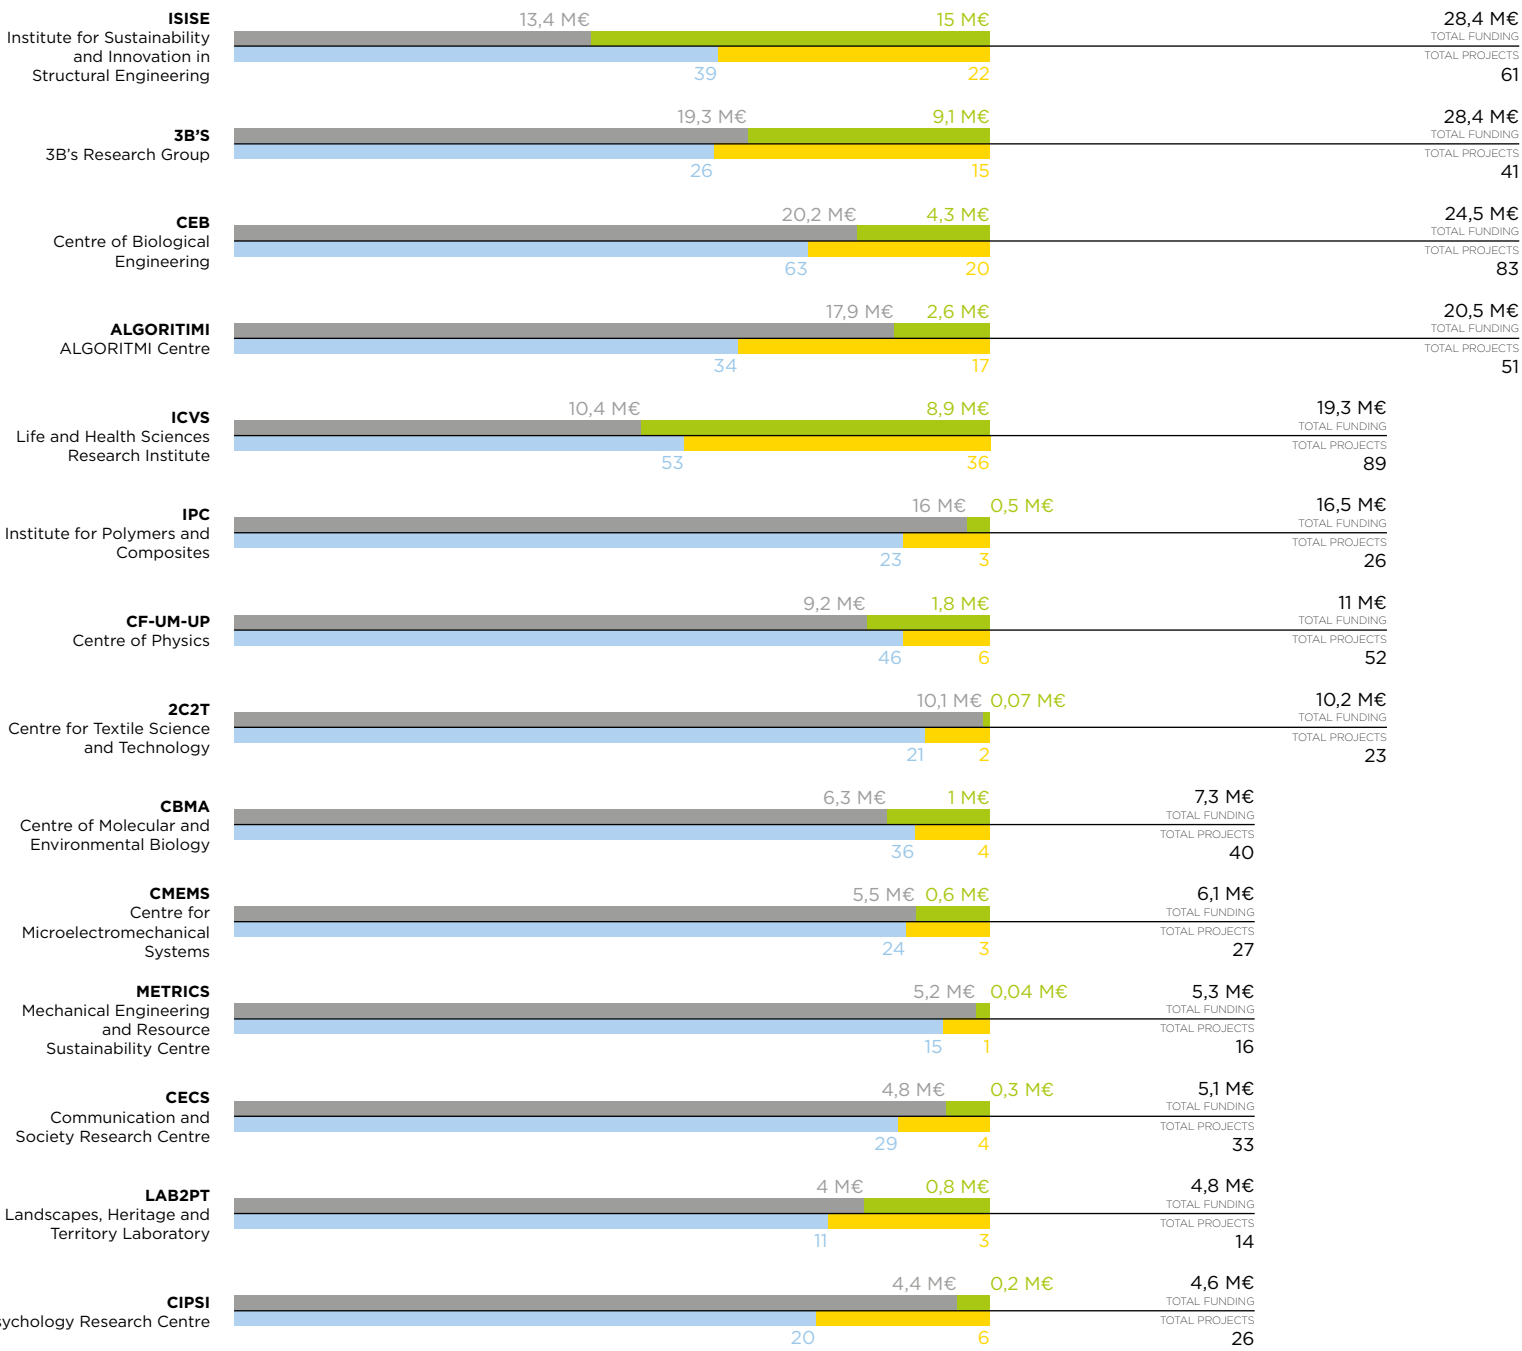 ISISE
Institute for Sustainability
and Innovation in
Structural Engineering
13,4 M€
15 M€
28,4 M€
TOTAL FUNDING
TOTAL PROJECTS
39
22
61
3B'S
3B's Research Group
19,3 M€
9,1 M€
28,4 M€
TOTAL FUNDING
TOTAL PROJECTS
26
15
41
CEB
Centre of Biological
Engineering
20,2 M€
4,3 M€
24,5 M€
TOTAL FUNDING
TOTAL PROJECTS
63
20
83
ALGORITIMI
ALGORITMI Centre
17,9 M€
2,6 M€
20,5 M€
TOTAL FUNDING
TOTAL PROJECTS
34
17
51
ICVS
Life and Health Sciences
Research Institute
10,4 M€
8,9 M€
19,3 M€
TOTAL FUNDING
TOTAL PROJECTS
53
36
89
IPC
Institute for Polymers and
Composites
16 M€
0,5 M€
16,5 M€
TOTAL FUNDING
TOTAL PROJECTS
23
3
26
CF-UM-UP
Centre of Physics
9,2 M€
1,8 M€
11 M€
TOTAL FUNDING
TOTAL PROJECTS
46
6
52
2C2T
Centre for Textile Science
and Technology
10,1 M€
0,07 M€
10,2 M€
TOTAL FUNDING
TOTAL PROJECTS
21
2
23
CBMA
Centre of Molecular and
Environmental Biology
6,3 M€
1 M€
7,3 M€
TOTAL FUNDING
TOTAL PROJECTS
36
4
40
CMEMS
Centre for
Microelectromechanical
Systems
5,5 M€
0,6 M€
6,1 M€
TOTAL FUNDING
TOTAL PROJECTS
24
3
27
METRICS
Mechanical Engineering
and Resource
Sustainability Centre
5,2 M€
0,04 M€
5,3 M€
TOTAL FUNDING
TOTAL PROJECTS
15
1
16
CECS
Communication and
Society Research Centre
4,8 M€
0,3 M€
5,1 M€
TOTAL FUNDING
TOTAL PROJECTS
29
4
33
LAB2PT
Landscapes, Heritage and
Territory Laboratory
4 M€
0,8 M€
4,8 M€
TOTAL FUNDING
TOTAL PROJECTS
11
3
14
CIPSI
sychology Research Centre
4,4 M€
0,2 M€
4,6 M€
TOTAL FUNDING
TOTAL PROJECTS
20
6
26